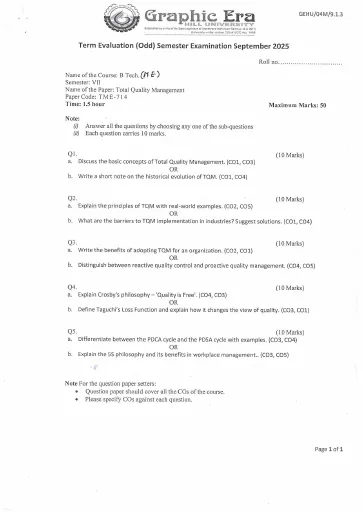 GEHU/04M/9.1.3
Graphic Era
HILL UNIVERSITY
Term Evaluation (Odd) Semester Examination September 2025
Roll no.............................
Name of the Course: B Tech. (ME)
Semester: VII
Name of the Paper: Total Quality Management
Paper Code: TME-714
Time: 1.5 hour Maximum Marks: 50
Note:
(i) Answer all the questions by choosing any one of the sub-questions
(ii) Each question carries 10 marks.
Q1. (10 Marks)
a. Discuss the basic concepts of Total Quality Management. (CO1, CO3)
OR
b. Write a short note on the historical evolution of TQM. (CO1, CO4)
Q2. (10 Marks)
a. Explain the principles of TQM with real-world examples. (CO2, CO5)
OR
b. What are the barriers to TQM implementation in industries? Suggest solutions. (CO1, CO4)
Q3. (10 Marks)
a. Write the benefits of adopting TQM for an organization. (CO2, CO3)
OR
b. Distinguish between reactive quality control and proactive quality management. (CO4, CO5)
Q4. (10 Marks)
a. Explain Crosby's philosophy – 'Quality is Free'. (CO4, CO3)
OR
b. Define Taguchi's Loss Function and explain how it changes the view of quality. (CO3, CO1)
Q5. (10 Marks)
a. Differentiate between the PDCA cycle and the PDSA cycle with examples. (CO3, CO4)
OR
b. Explain the 5S philosophy and its benefits in workplace management.. (CO3, CO5)
Note For the question paper setters:
• Question paper should cover all the COs of the course.
• Please specify COs against each question.
Page 1 of 1